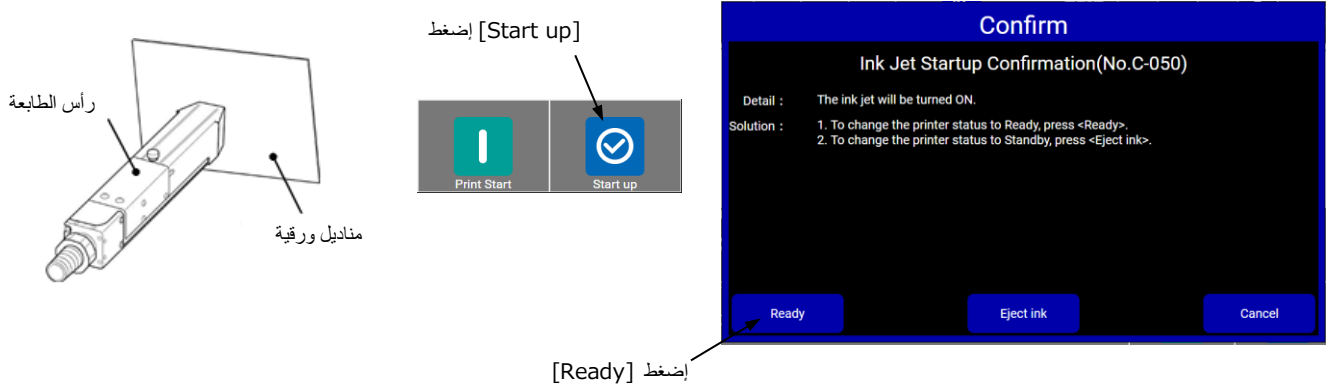 رأس الطابعة
مناديل ورقية
إضغط [Start up]
Print Start
Start up
Confirm
Ink Jet Startup Confirmation(No.C-050)
Detail :
The ink jet will be turned ON.
Solution :
1. To change the printer status to Ready, press <Ready>.
2. To change the printer status to Standby, press <Eject ink>.
Ready
Eject ink
Cancel
إضغط [Ready]